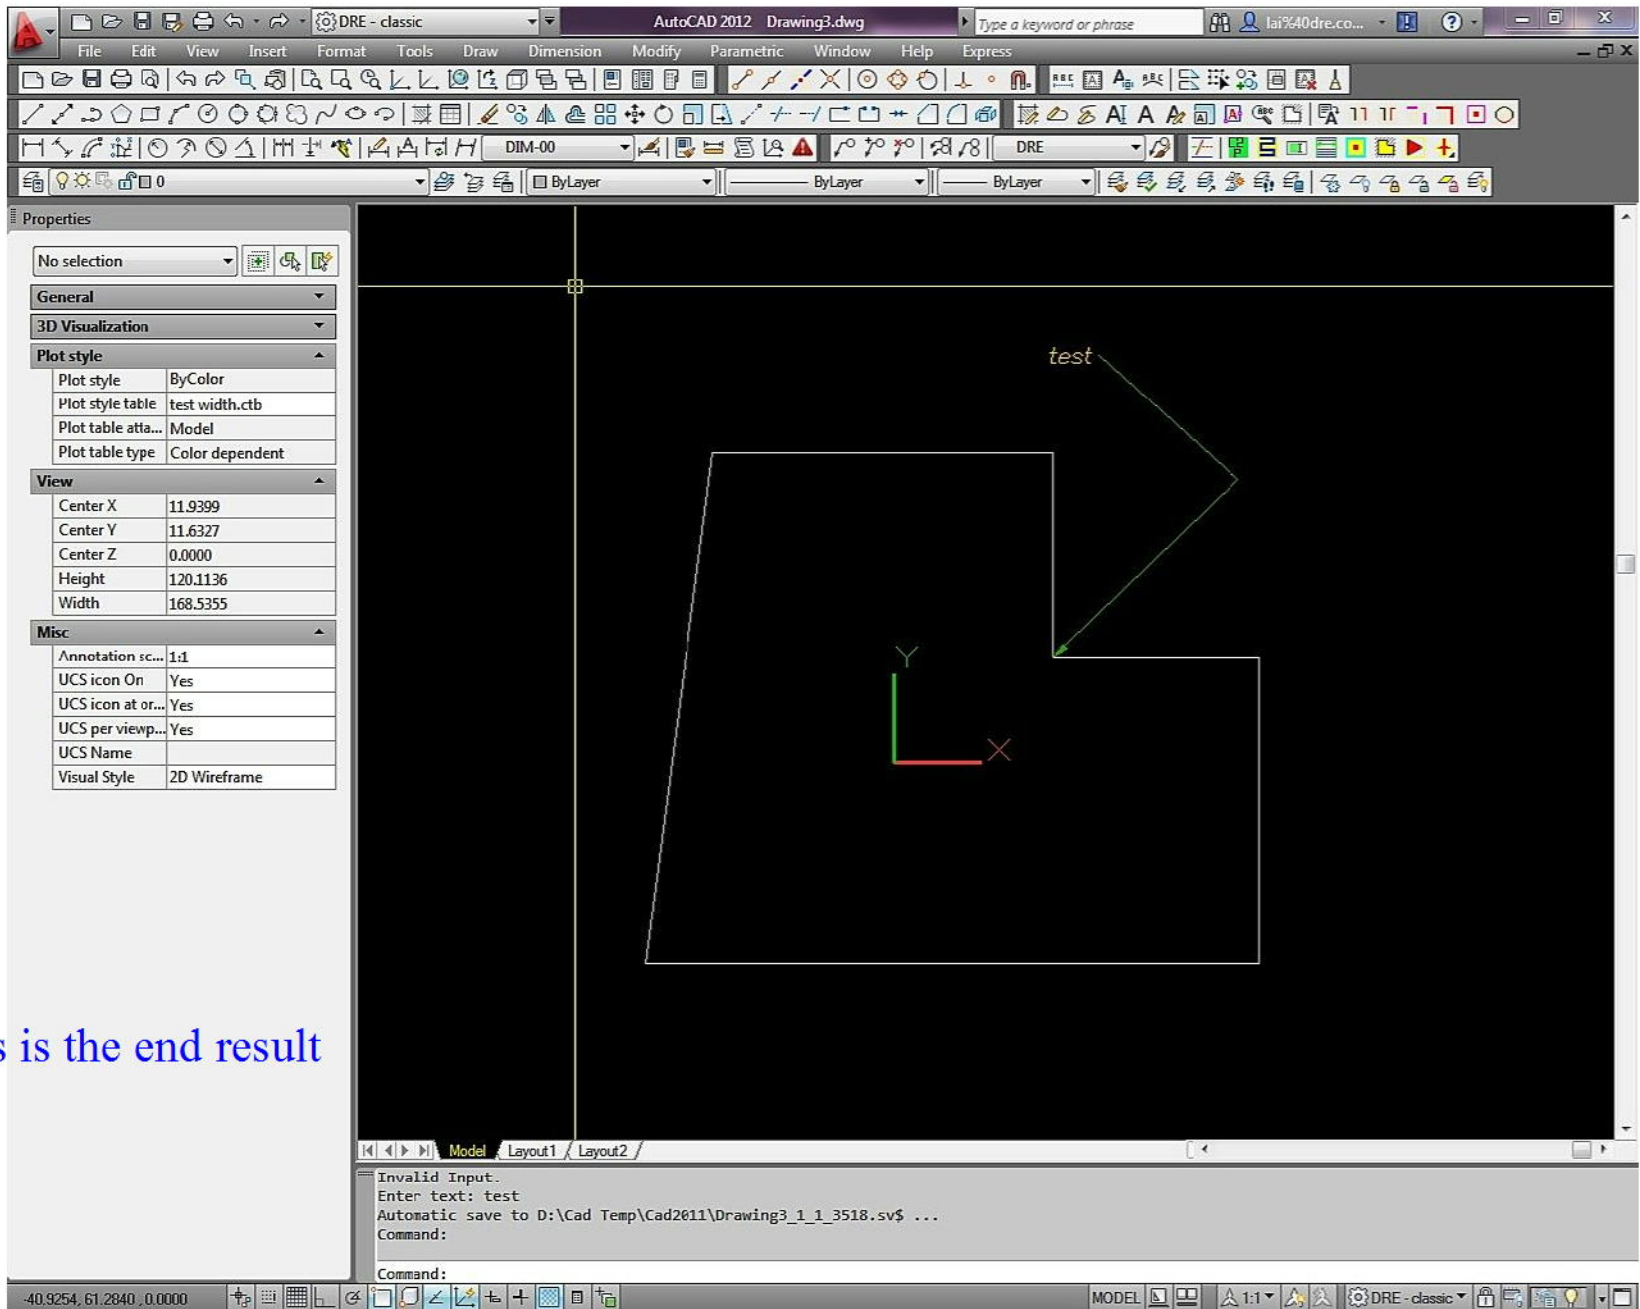 DRE - classic
AutoCAD 2012 Drawing3.dwg
Type a keyword or phrase
lai%40dre.co...
File Edit View Insert Format Tools Draw Dimension Modify Parametric Window Help Express
DIM-00
DRE
0
ByLayer
ByLayer
ByLayer
Properties
No selection
General
3D Visualization
Plot style
Plot style ByColor
Plot style table test width.ctb
Plot table atta... Model
Plot table type Color dependent
View
Center X 11.9399
Center Y 11.6327
Center Z 0.0000
Height 120.1136
Width 168.5355
Misc
Annotation sc... 1:1
UCS icon On Yes
UCS icon at or... Yes
UCS per viewp... Yes
UCS Name
Visual Style 2D Wireframe
test
Y
X
s is the end result
Model Layout1 Layout2
Invalid Input.
Enter text: test
Automatic save to D:\Cad Temp\Cad2011\Drawing3_1_1_3518.sv$ ...
Command:
Command:
-40.9254, 61.2840 , 0.0000
MODEL
1:1
DRE - classic